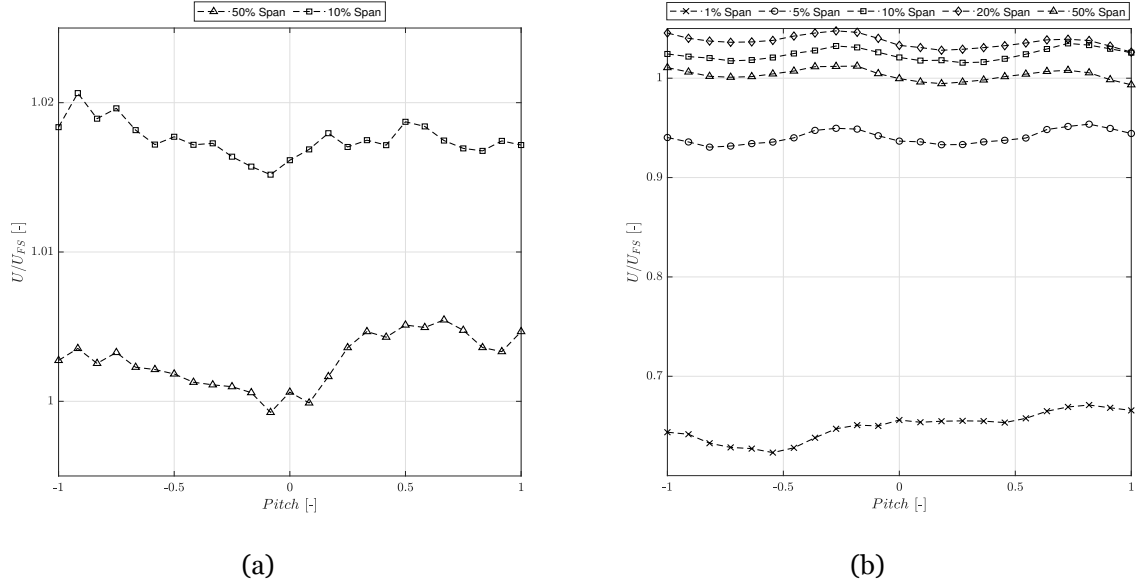 50% Span 10% Span
1.02
1.01
1
-1 -0.5 0 0.5 1
U/U_FS [-]
Pitch [-]
(a)
1% Span 5% Span 10% Span 20% Span 50% Span
1
0.9
0.8
0.7
-1 -0.5 0 0.5 1
U/U_FS [-]
Pitch [-]
(b)